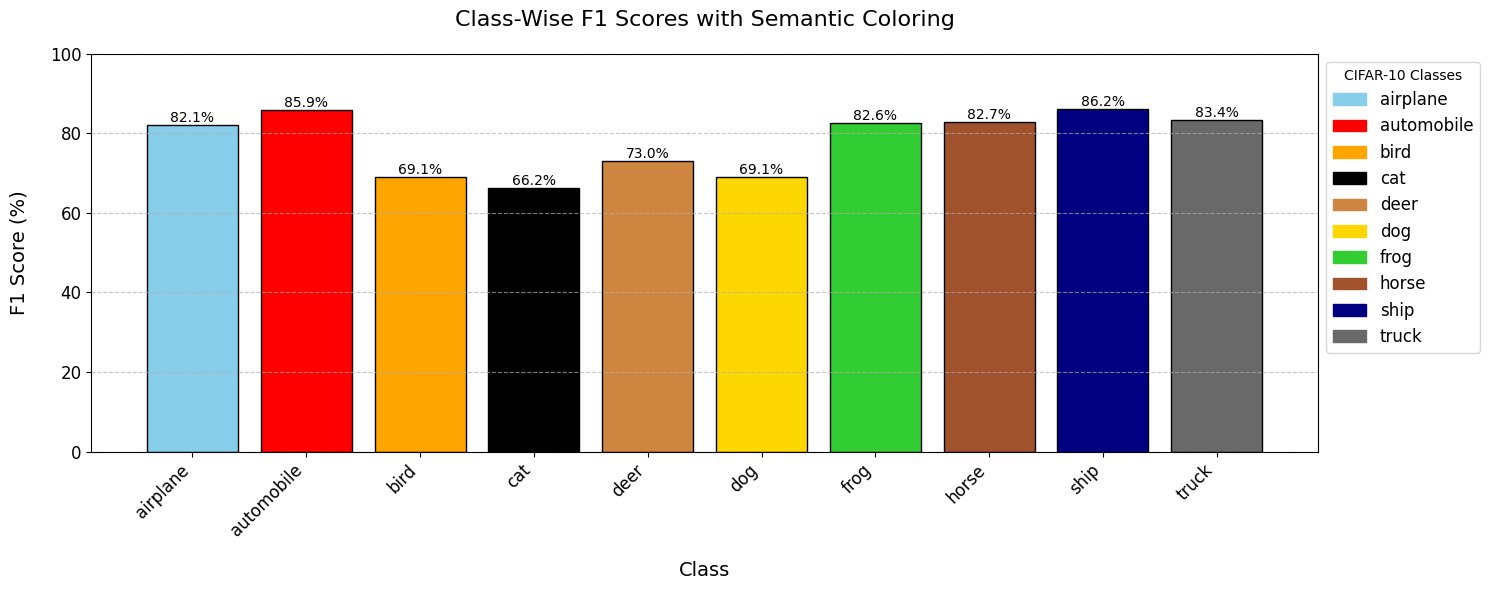 Class-Wise F1 Scores with Semantic Coloring
F1 Score (%)
100
80
60
40
20
0
82.1%
85.9%
69.1%
66.2%
73.0%
69.1%
82.6%
82.7%
86.2%
83.4%
airplane
automobile
bird
cat
deer
dog
frog
horse
ship
truck
Class
CIFAR-10 Classes
airplane
automobile
bird
cat
deer
dog
frog
horse
ship
truck